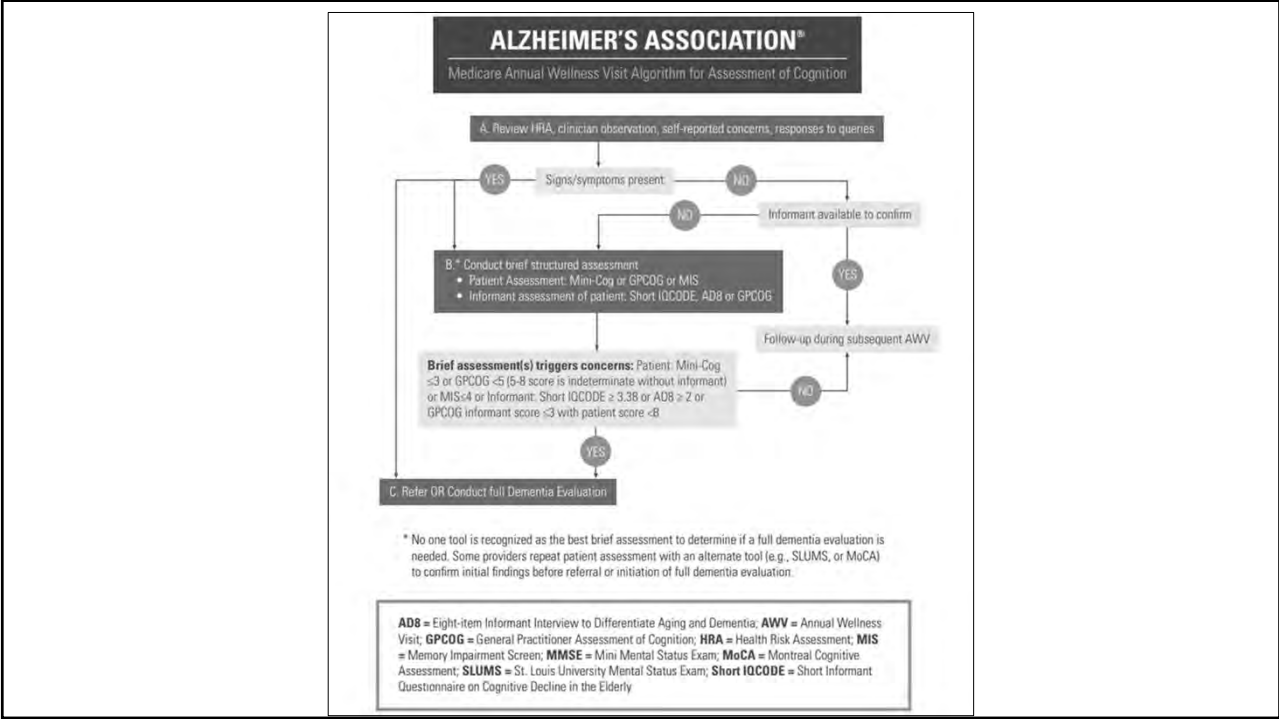 ALZHEIMER'S ASSOCIATION®
Medicare Annual Wellness Visit Algorithm for Assessment of Cognition
A. Review HRA, clinician observation, self-reported concerns, responses to queries
YES
Signs/symptoms present
NO
NO
Informant available to confirm
B.* Conduct brief structured assessment
• Patient Assessment: Mini-Cog or GPCOG or MIS
• Informant assessment of patient: Short IQCODE, AD8 or GPCOG
YES
Follow-up during subsequent AWV
Brief assessment(s) triggers concerns: Patient: Mini-Cog
≤3 or GPCOG <5 (5-8 score is indeterminate without informant)
or MIS≤4 or Informant: Short IQCODE ≥ 3.38 or AD8 ≥ 2 or
GPCOG informant score ≤3 with patient score <8
NO
YES
C. Refer OR Conduct full Dementia Evaluation
* No one tool is recognized as the best brief assessment to determine if a full dementia evaluation is
needed. Some providers repeat patient assessment with an alternate tool (e.g., SLUMS, or MoCA)
to confirm initial findings before referral or initiation of full dementia evaluation.
AD8 = Eight-item Informant Interview to Differentiate Aging and Dementia; AWV = Annual Wellness
Visit; GPCOG = General Practitioner Assessment of Cognition; HRA = Health Risk Assessment; MIS
= Memory Impairment Screen; MMSE = Mini Mental Status Exam; MoCA = Montreal Cognitive
Assessment; SLUMS = St. Louis University Mental Status Exam; Short IQCODE = Short Informant
Questionnaire on Cognitive Decline in the Elderly